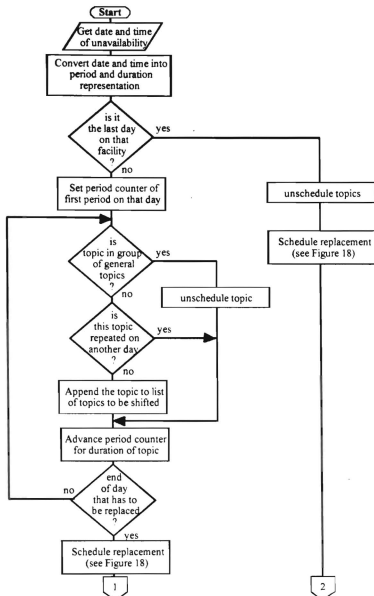 Start
Get date and time
of unavailability
Convert date and time into
period and duration
representation
is it
the last day
on that
facility
?
yes
no
Set period counter of
first period on that day
unschedule topics
Schedule replacement
(see Figure 18)
is
topic in group
of general
topics
?
yes
no
unschedule topic
is
this topic
repeated on
another day
?
yes
no
Append the topic to list
of topics to be shifted
Advance period counter
for duration of topic
end
of day
that has to
be replaced
?
no
yes
Schedule replacement
(see Figure 18)
1
2